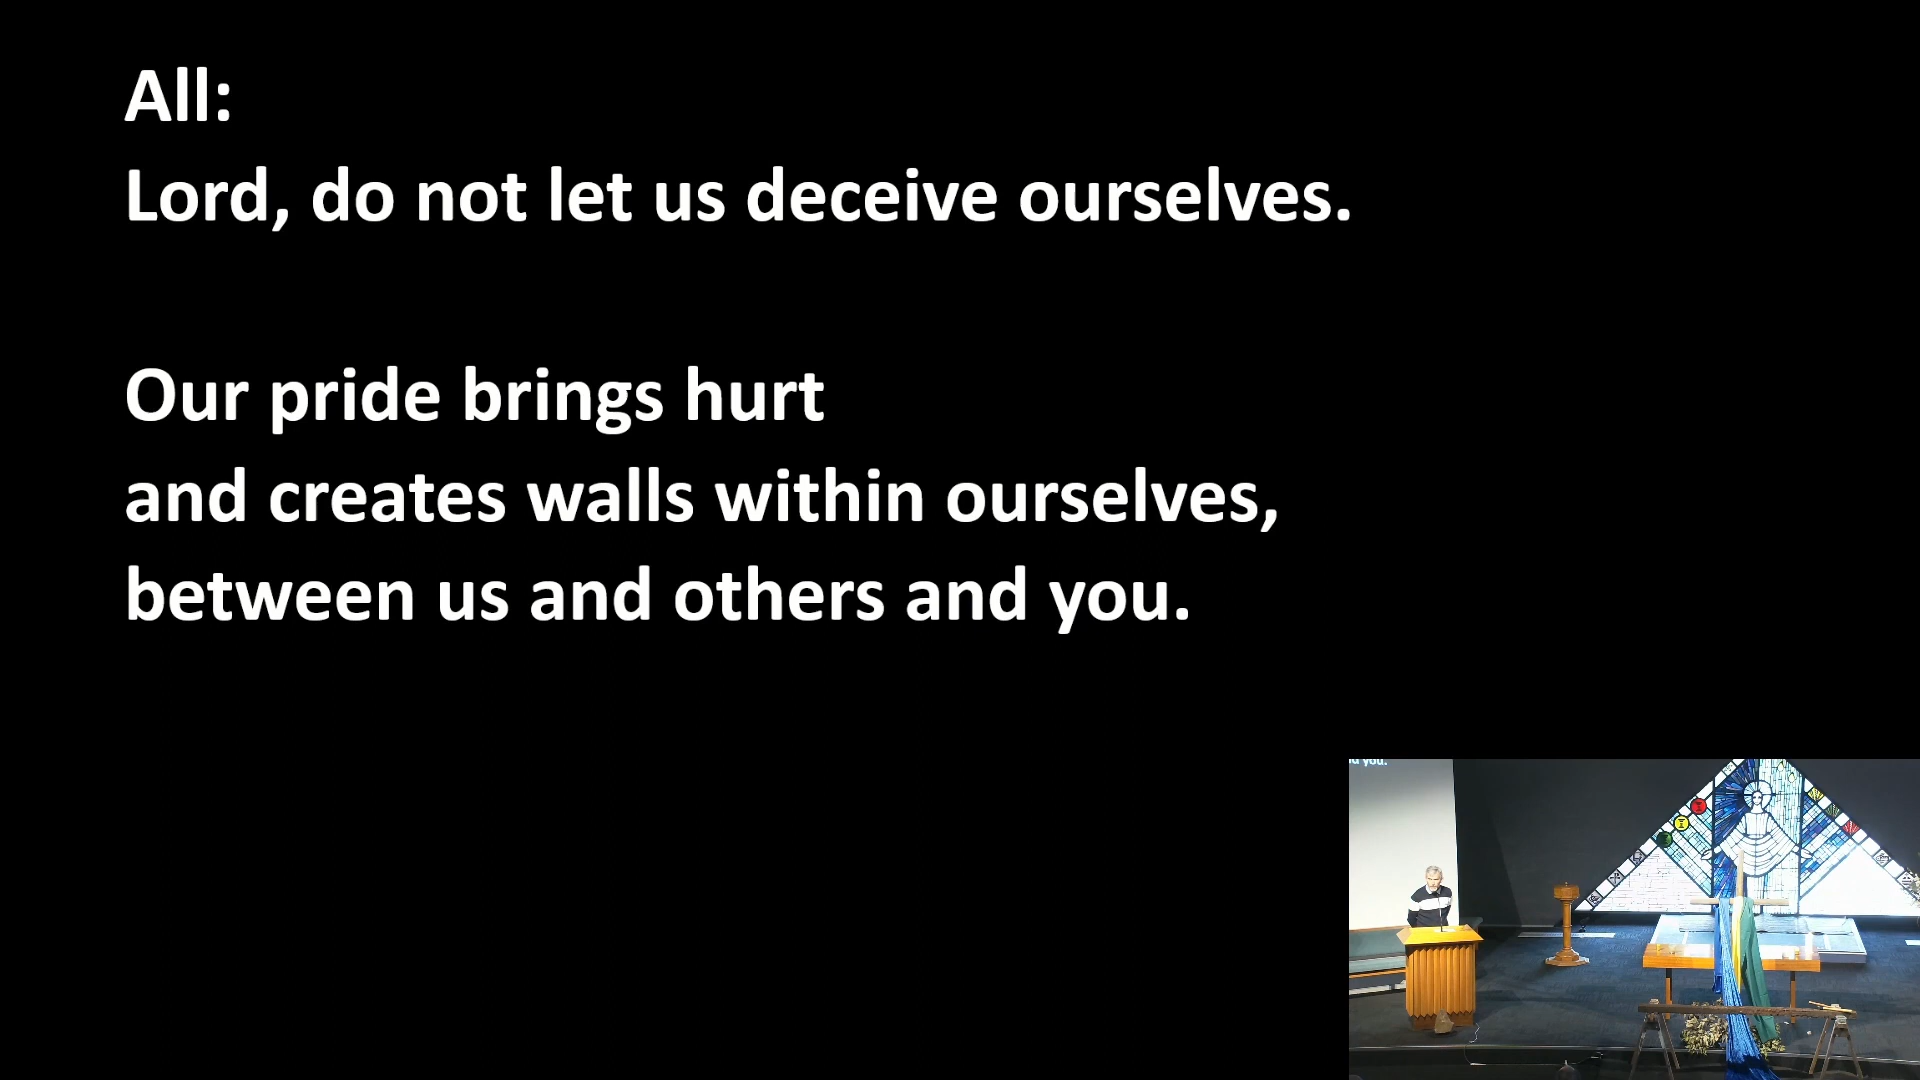 All:
Lord, do not let us deceive ourselves.
Our pride brings hurt
and creates walls within ourselves,
between us and others and you.
you.